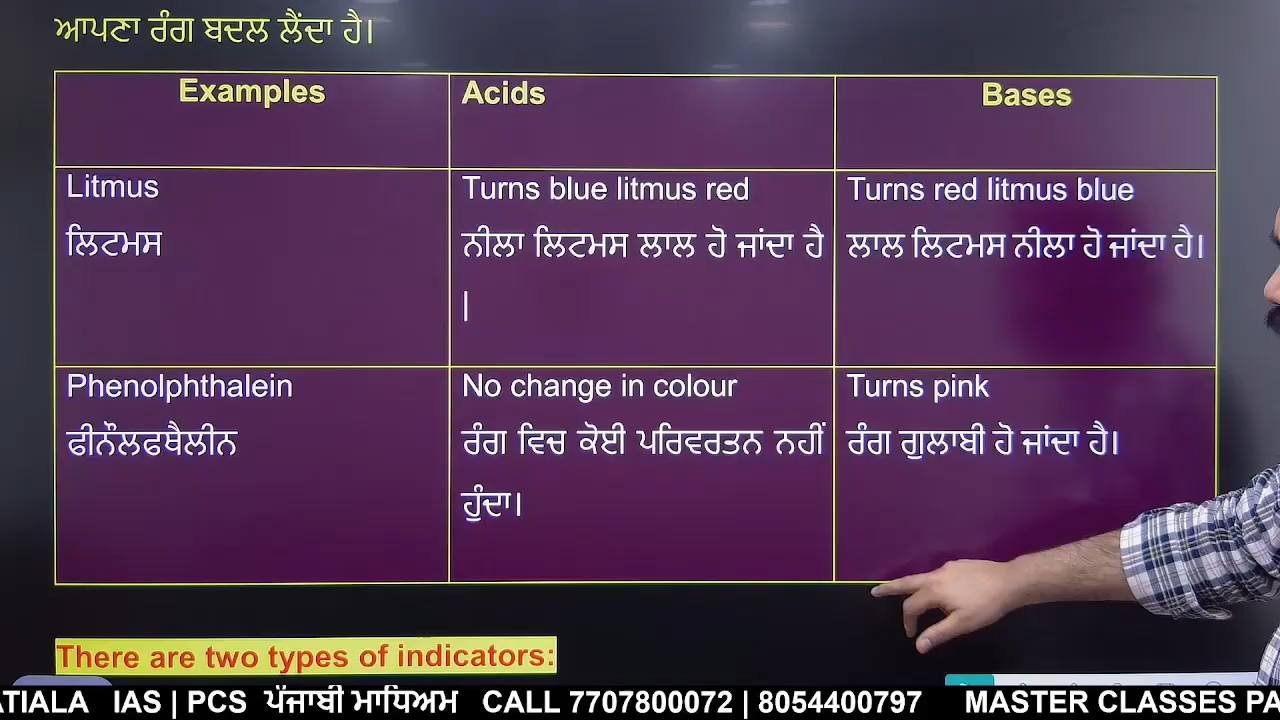 ਆਪਣਾ ਰੰਗ ਬਦਲ ਲੈਂਦਾ ਹੈ।
Examples
Acids
Bases
Litmus
ਲਿਟਮਸ
Turns blue litmus red
ਨੀਲਾ ਲਿਟਮਸ ਲਾਲ ਹੋ ਜਾਂਦਾ ਹੈ
|
Turns red litmus blue
ਲਾਲ ਲਿਟਮਸ ਨੀਲਾ ਹੋ ਜਾਂਦਾ ਹੈ।
Phenolphthalein
ਫੀਨੌਲਫਥੈਲੀਨ
No change in colour
ਰੰਗ ਵਿਚ ਕੋਈ ਪਰਿਵਰਤਨ ਨਹੀਂ
ਹੁੰਦਾ।
Turns pink
ਰੰਗ ਗੁਲਾਬੀ ਹੋ ਜਾਂਦਾ ਹੈ।
There are two types of indicators:
ATIALA IAS | PCS ਪੰਜਾਬੀ ਮਾਧਿਅਮ CALL 7707800072 | 8054400797 MASTER CLASSES PA